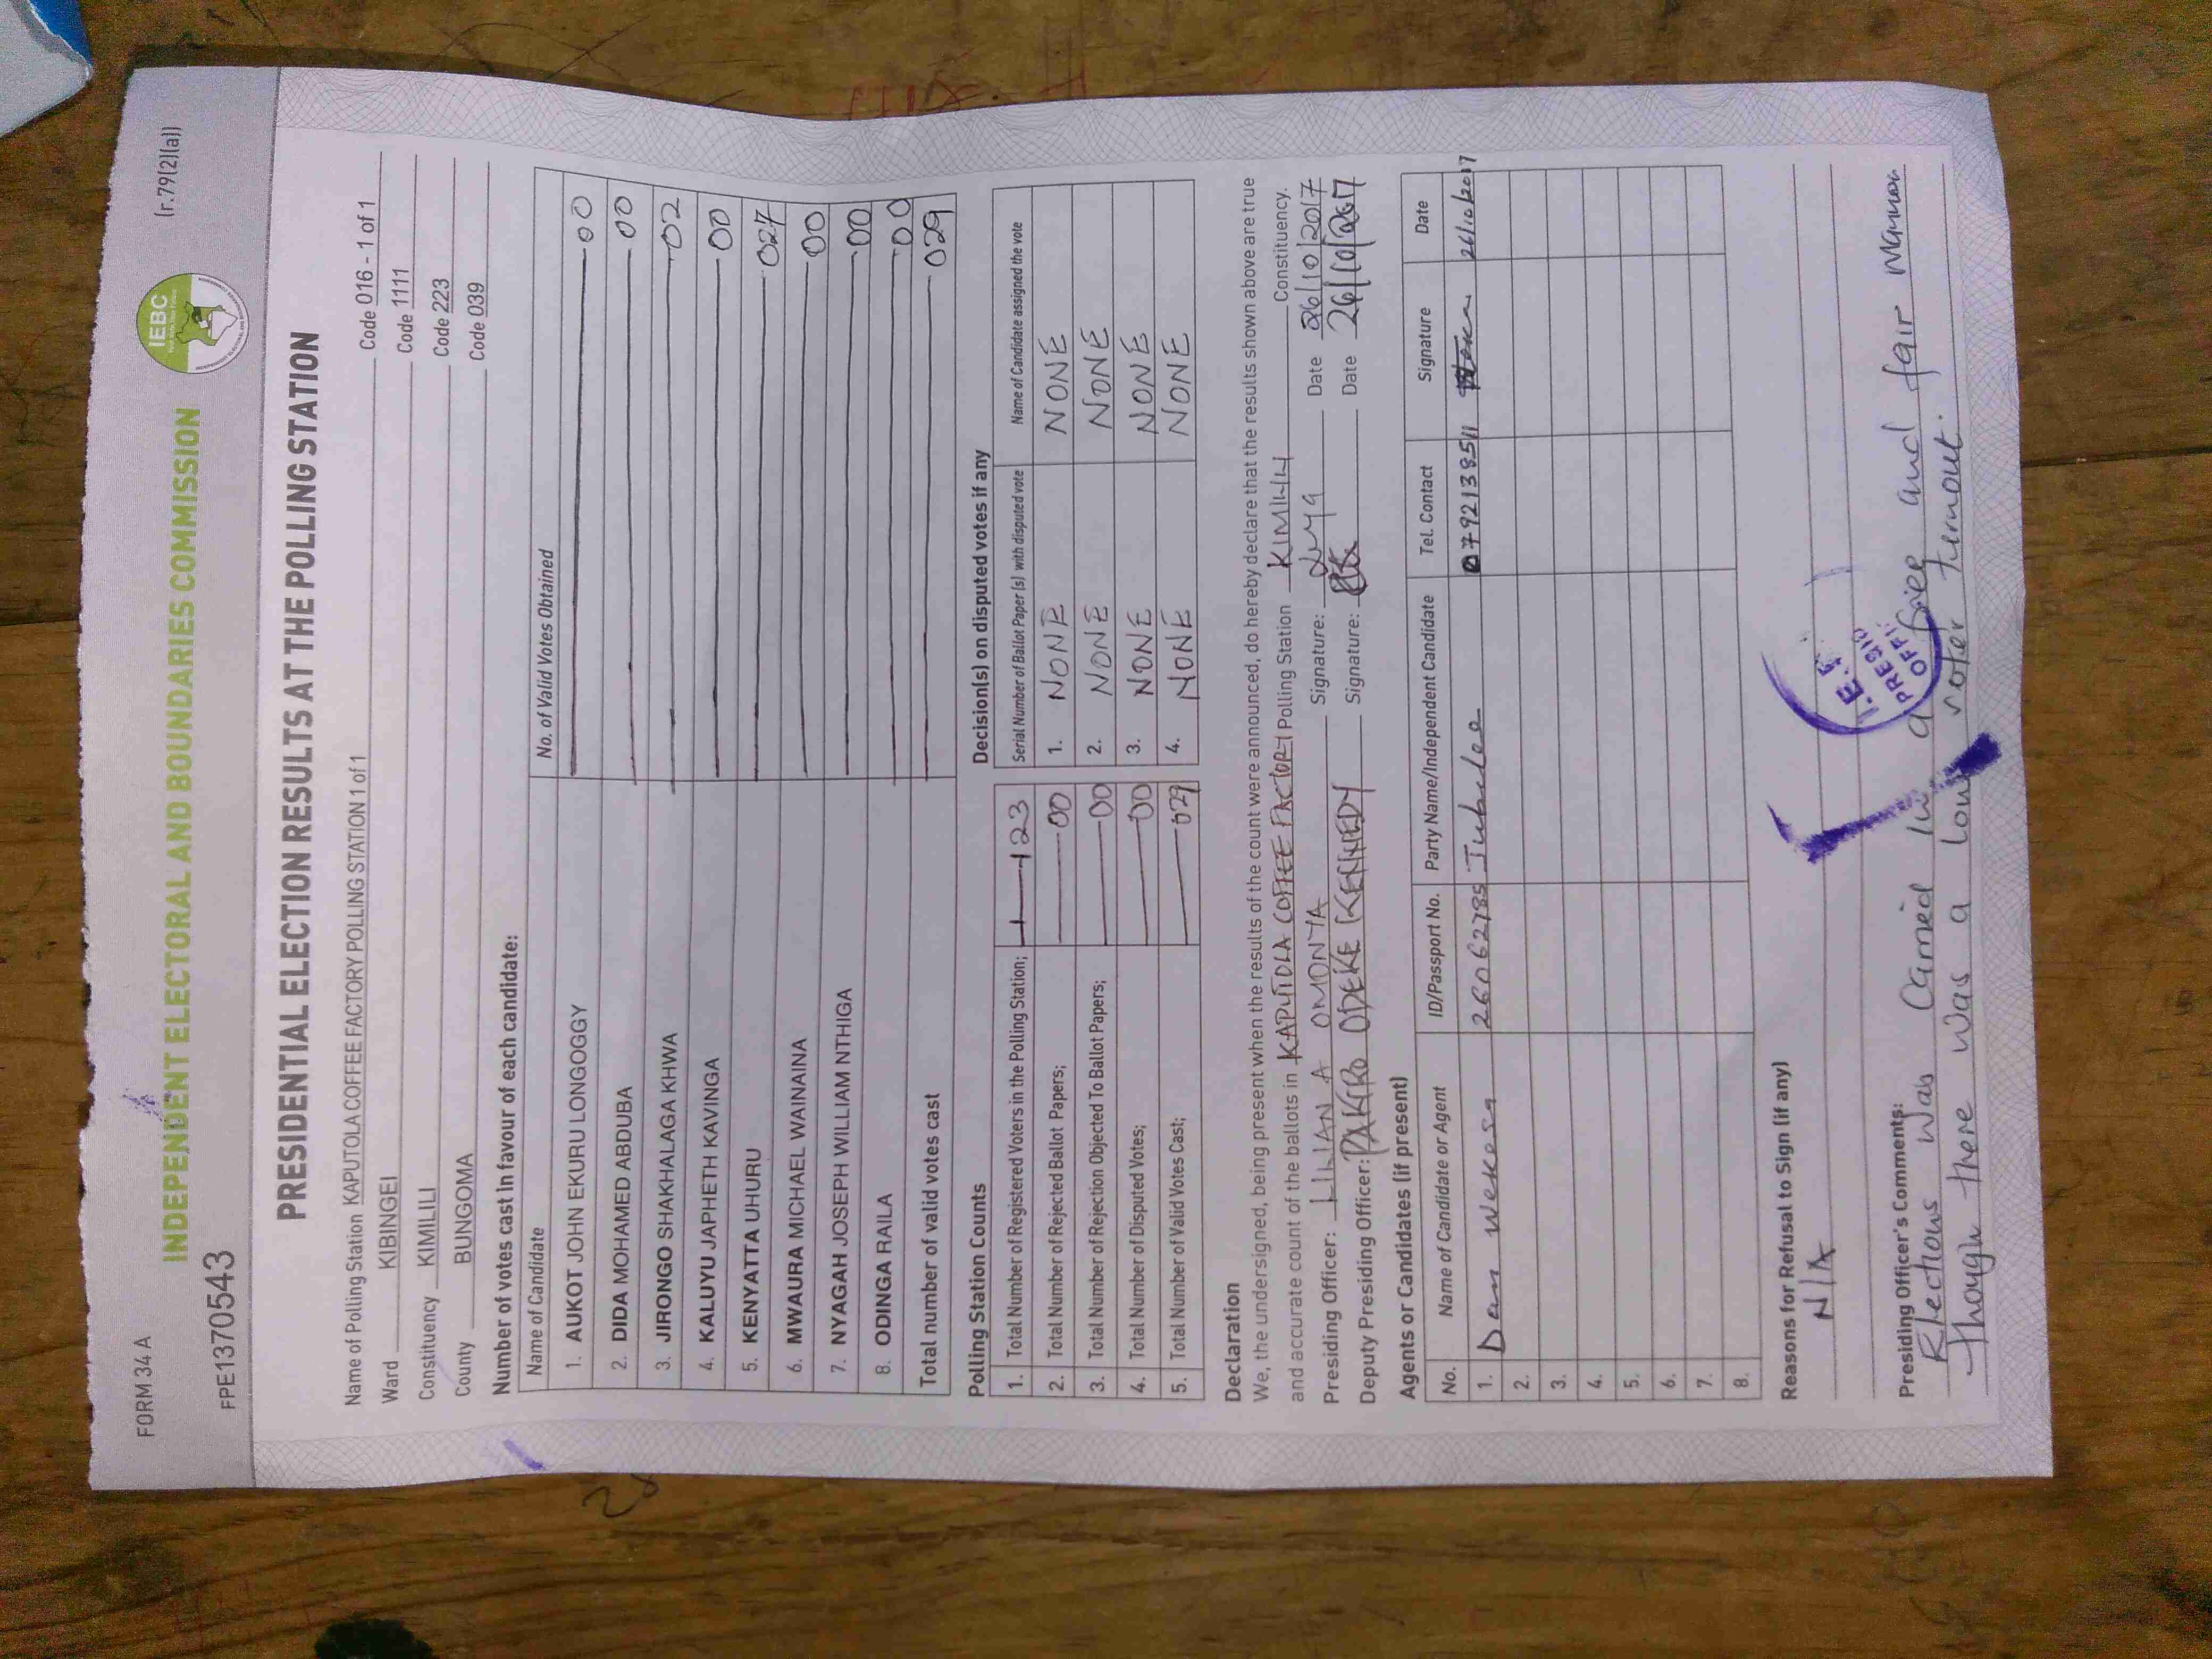 FORM 34 A
(r.79(2)(a))
IEBC
INDEPENDENT ELECTORAL AND BOUNDARIES COMMISSION
FPE1370543
PRESIDENTIAL ELECTION RESULTS AT THE POLLING STATION
Name of Polling Station KAPUTOLA COFFEE FACTORY POLLING STATION 1 of 1 Code 016 - 1 of 1
Ward KIBINGEI Code 1111
Constituency KIMILILI Code 223
County BUNGOMA Code 039
Number of votes cast in favour of each candidate:
Name of Candidate No. of Valid Votes Obtained
1. AUKOT JOHN EKURU LONGOGGY 00
2. DIDA MOHAMED ABDUBA 00
3. JIRONGO SHAKHALAGA KHWA 02
4. KALUYU JAPHETH KAVINGA 00
5. KENYATTA UHURU 027
6. MWAURA MICHAEL WAINAINA 00
7. NYAGAH JOSEPH WILLIAM NTHIGA 00
8. ODINGA RAILA 00
Total number of valid votes cast 029
Polling Station Counts
1. Total Number of Registered Voters in the Polling Station; 123
2. Total Number of Rejected Ballot Papers; 00
3. Total Number of Rejection Objected To Ballot Papers; 00
4. Total Number of Disputed Votes; 00
5. Total Number of Valid Votes Cast; 029
Decision(s) on disputed votes if any
Serial Number of Ballot Paper (s) with disputed vote Name of Candidate assigned the vote
1. NONE NONE
2. NONE NONE
3. NONE NONE
4. NONE NONE
Declaration
We, the undersigned, being present when the results of the count were announced, do hereby declare that the results shown above are true
and accurate count of the ballots in KAPUTOLA COFFEE FACTORY Polling Station KIMILILI Constituency.
Presiding Officer: LILIAN A OMONYA Signature: Date 26/10/2017
Deputy Presiding Officer: PAKIRO ODEKE KENNEDY Signature: Date 26/10/2017
Agents or Candidates (if present)
No. Name of Candidate or Agent ID/Passport No. Party Name/Independent Candidate Tel. Contact Signature Date
1. Dan Wekesa 26062785 Jubilee 0792138511 26/10/2017
2.
3.
4.
5.
6.
7.
8.
Reasons for Refusal to Sign (if any)
N/A
Presiding Officer's Comments:
Elections was carried in a free and fair manner
though there was a low voter turnout.